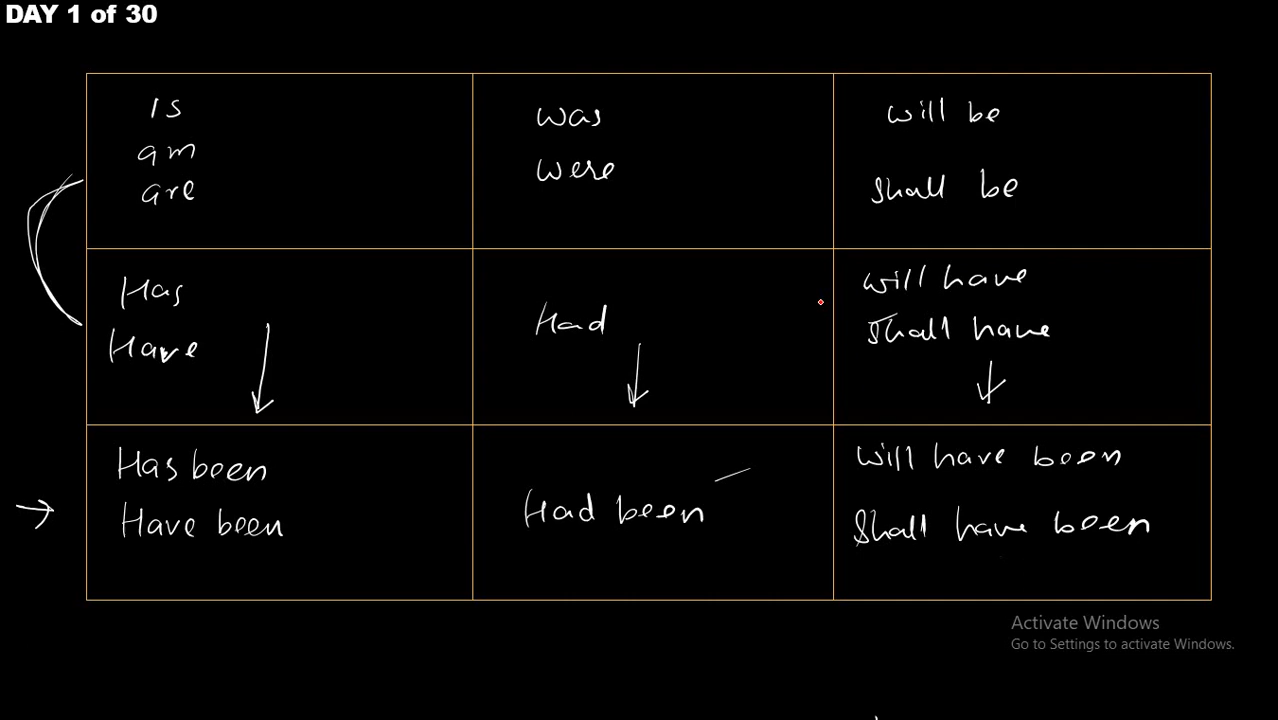 DAY 1 of 30
Is
am
are
was
were
will be
Shall be
Has
Have
Had
will have
Shall have
Has been
Have been
Had been
Will have been
Shall have been
Activate Windows
Go to Settings to activate Windows.